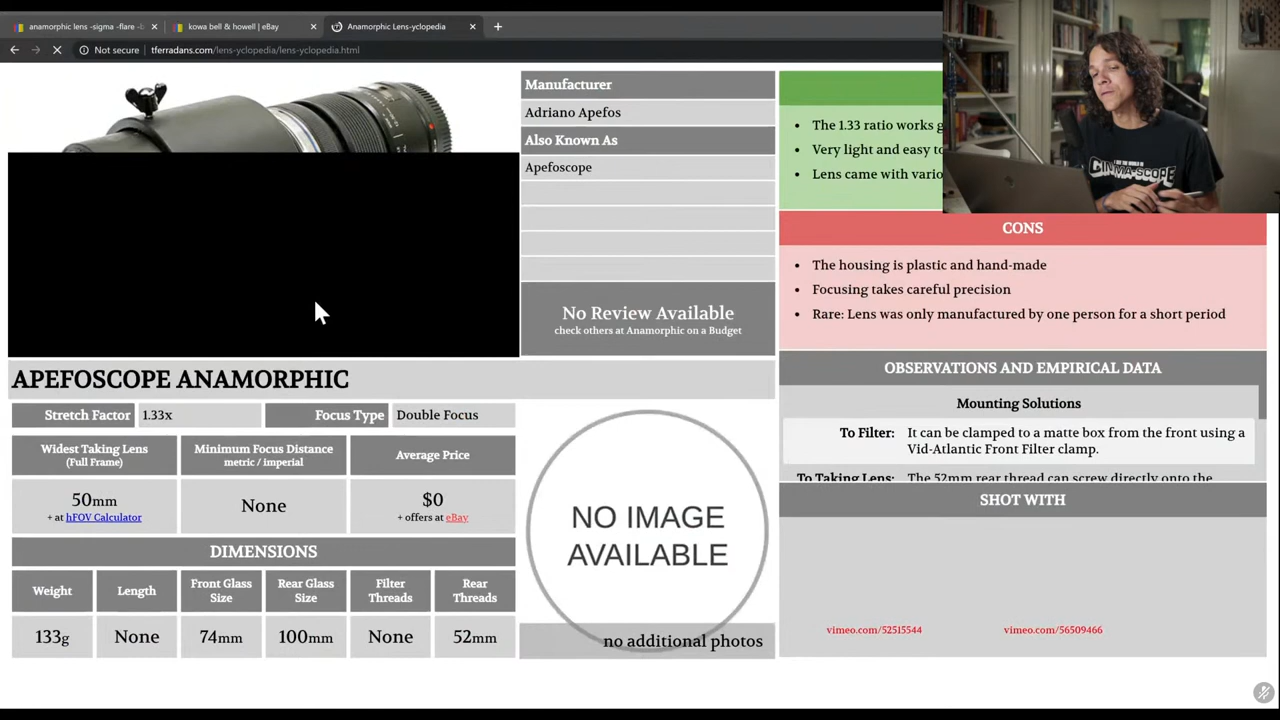 anamorphic lens -sigma -flare -
kowa bell & howell | eBay
Anamorphic Lens-yclopedia
Not secure
tferradans.com/lens-yclopedia/lens-yclopedia.html
Manufacturer
Adriano Apefos
Also Known As
Apefoscope
No Review Available
check others at Anamorphic on a Budget
APEFOSCOPE ANAMORPHIC
Stretch Factor
1.33x
Focus Type
Double Focus
Widest Taking Lens
(Full Frame)
Minimum Focus Distance
metric / imperial
Average Price
50mm
+ at hFOV Calculator
None
$0
+ offers at eBay
DIMENSIONS
Weight
Length
Front Glass
Size
Rear Glass
Size
Filter
Threads
Rear
Threads
133g
None
74mm
100mm
None
52mm
NO IMAGE
AVAILABLE
no additional photos
• The 1.33 ratio works g
• Very light and easy to
• Lens came with vario
CINEMA-SCOPE
CONS
• The housing is plastic and hand-made
• Focusing takes careful precision
• Rare: Lens was only manufactured by one person for a short period
OBSERVATIONS AND EMPIRICAL DATA
Mounting Solutions
To Filter: It can be clamped to a matte box from the front using a
Vid-Atlantic Front Filter clamp.
To Taking Lens: The 52mm rear thread can screw directly onto the
SHOT WITH
vimeo.com/52515544
vimeo.com/56509466